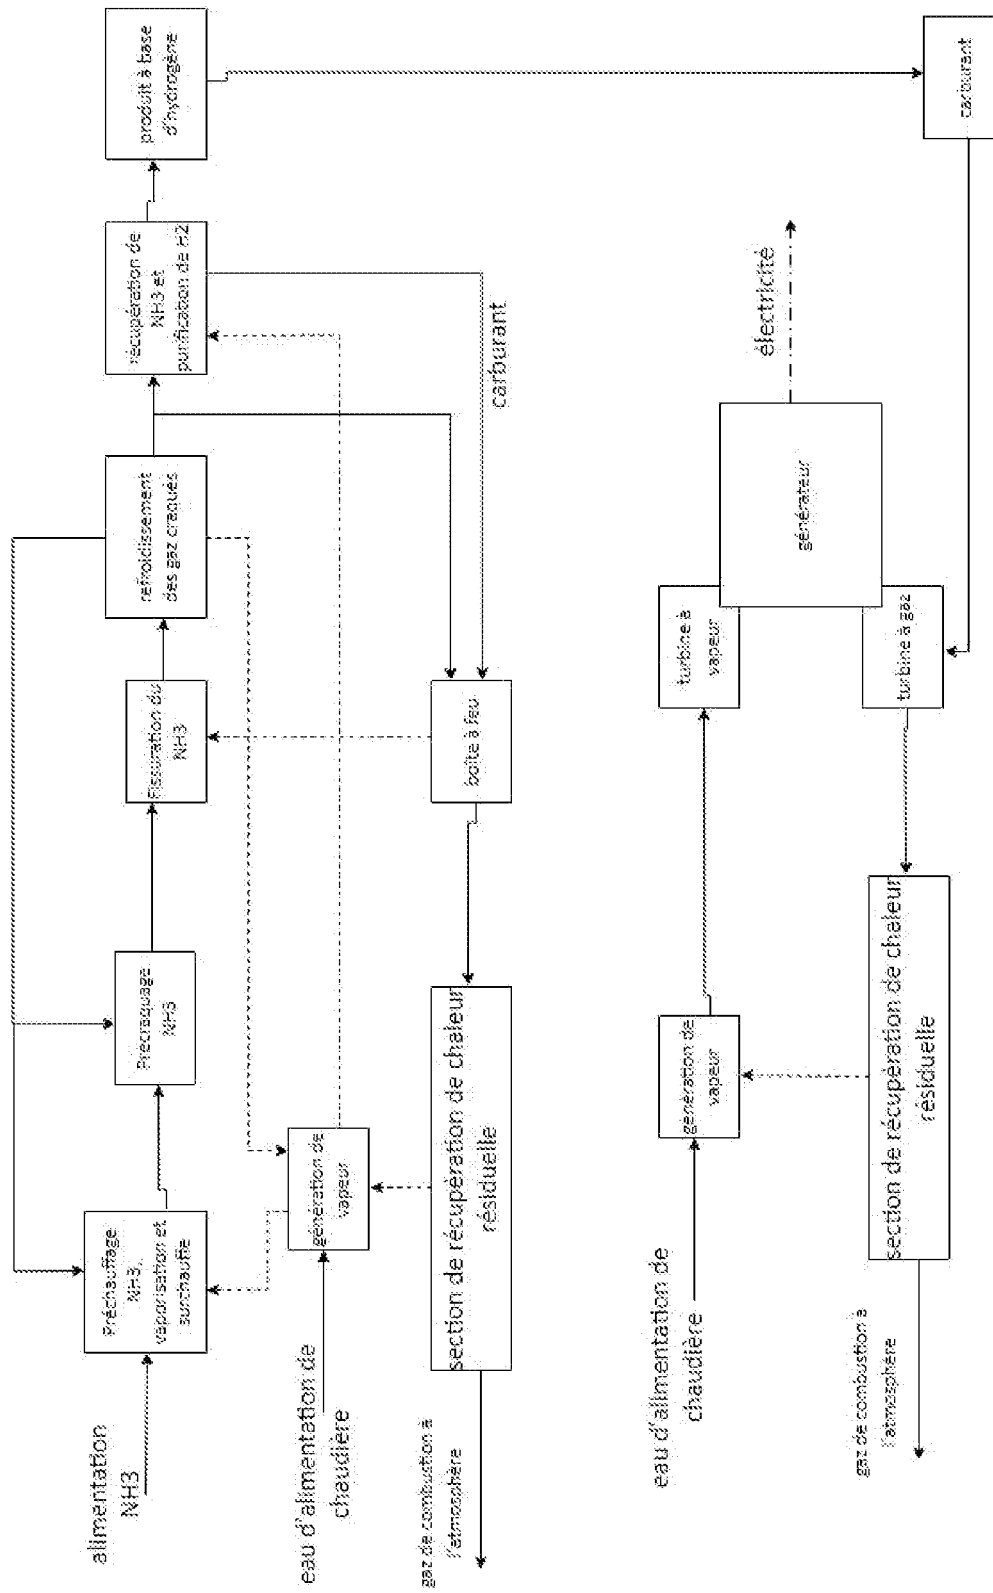 alimentation
NH3
Préchauffage
NH3,
vaporisation et
surchauffe
Précraquage
NH3
Fissuration du
NH3
refroidissement
des gaz craqués
récupération de
NH3 et
purification de H2
produit à base
d'hydrogène
eau d'alimentation de
chaudière
génération de
vapeur
gaz de combustion à
l'atmosphère
section de récupération de chaleur
résiduelle
boîte à feu
carburant
eau d'alimentation de
chaudière
génération de
vapeur
turbine à
vapeur
générateur
électricité
gaz de combustion à
l'atmosphère
section de récupération de chaleur
résiduelle
turbine à gaz
carburant